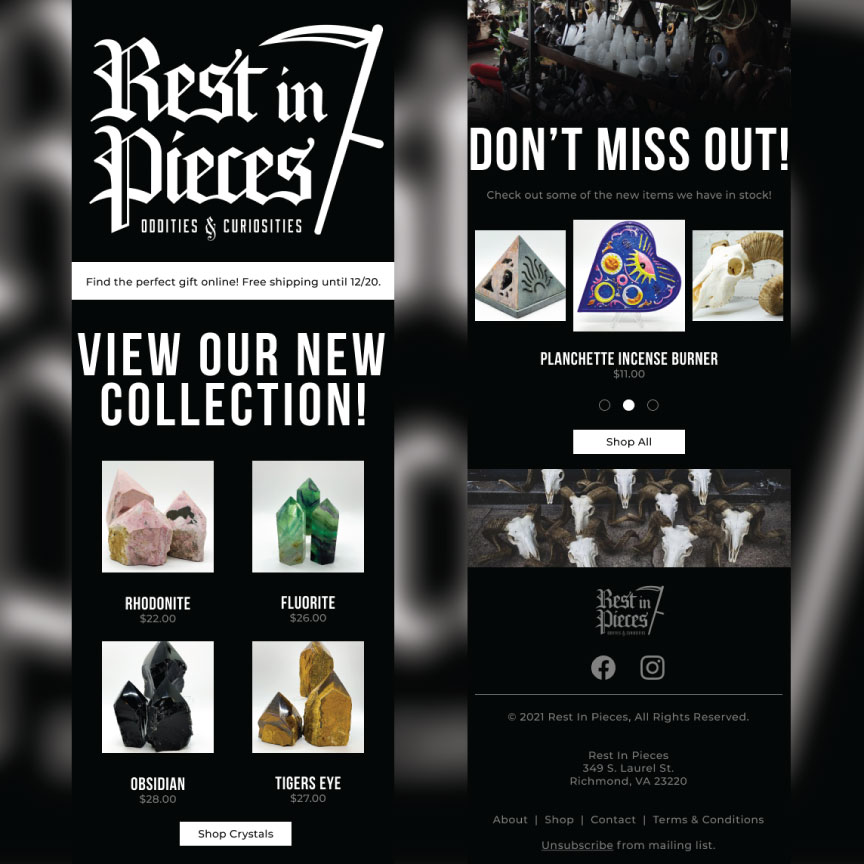 Rest in
Pieces
ODDITIES & CURIOSITIES
Find the perfect gift online! Free shipping until 12/20.
VIEW OUR NEW
COLLECTION!
RHODONITE
$22.00
FLUORITE
$26.00
OBSIDIAN
$28.00
TIGERS EYE
$27.00
Shop Crystals
DON'T MISS OUT!
Check out some of the new items we have in stock!
PLANCHETTE INCENSE BURNER
$11.00
Shop All
Rest in
Pieces
ODDITIES & CURIOSITIES
© 2021 Rest In Pieces, All Rights Reserved.
Rest In Pieces
349 S. Laurel St.
Richmond, VA 23220
About | Shop | Contact | Terms & Conditions
Unsubscribe from mailing list.